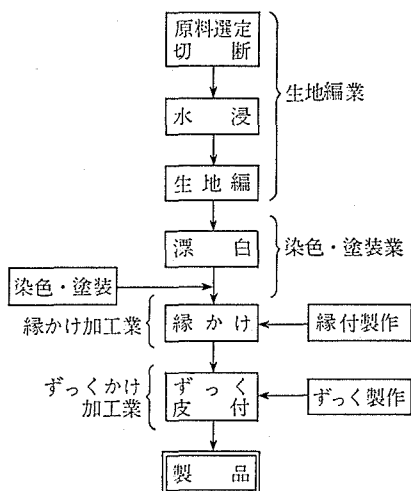 原料選定
切断
生地編業
水浸
生地編
漂白
染色・塗装業
染色・塗装
縁かけ加工業
縁かけ
縁付製作
ずっくかけ
加工業
ずっく
皮付
ずっく製作
製品